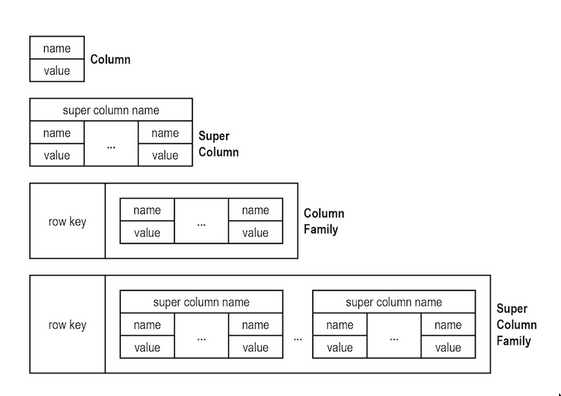 name
value
Column
super column name
name ... name
value value
Super
Column
row key
name ... name
value value
Column
Family
row key
super column name ... super column name
name ... name name ... name
value value value value
Super
Column
Family